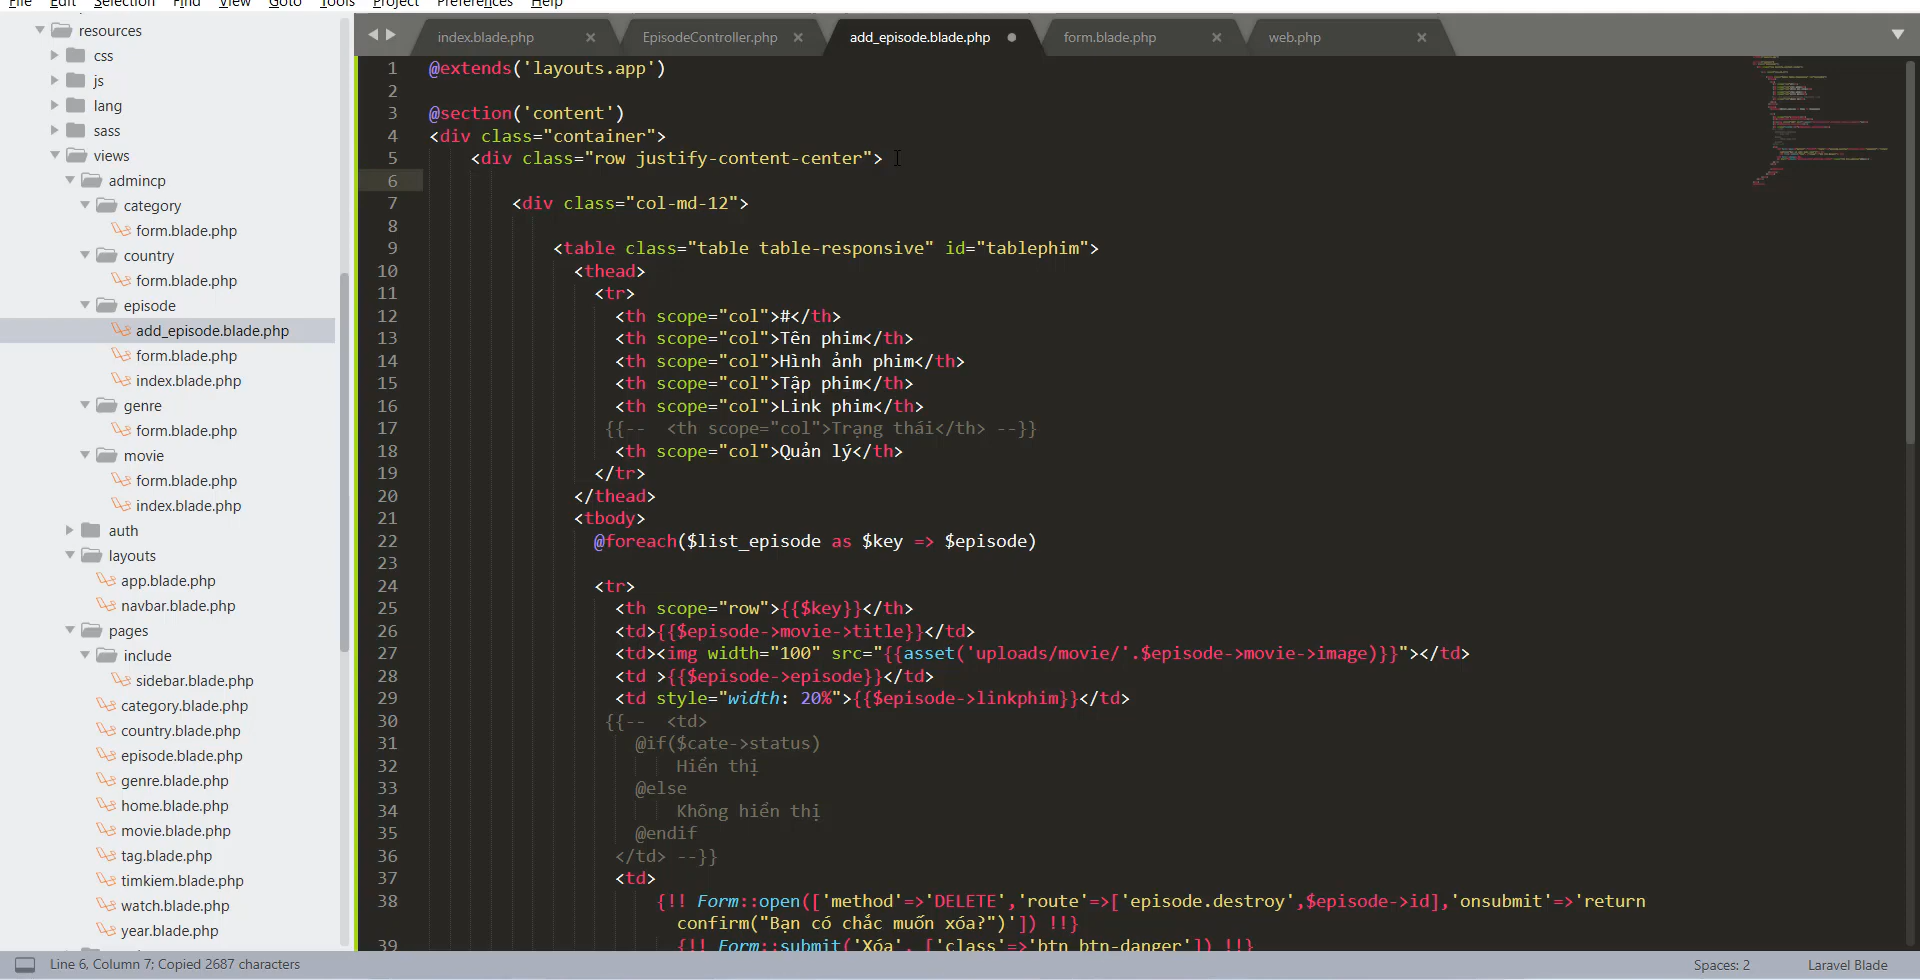 File Edit Selection Find View Goto Tools Project Preferences Help
resources
css
js
lang
sass
views
admincp
category
form.blade.php
country
form.blade.php
episode
add_episode.blade.php
form.blade.php
index.blade.php
genre
form.blade.php
movie
form.blade.php
index.blade.php
auth
layouts
app.blade.php
navbar.blade.php
pages
include
sidebar.blade.php
category.blade.php
country.blade.php
episode.blade.php
genre.blade.php
home.blade.php
movie.blade.php
tag.blade.php
timkiem.blade.php
watch.blade.php
year.blade.php
index.blade.php EpisodeController.php add_episode.blade.php form.blade.php web.php
1 @extends('layouts.app')
2
3 @section('content')
4 <div class="container">
5 <div class="row justify-content-center">
6
7 <div class="col-md-12">
8
9 <table class="table table-responsive" id="tablephim">
10 <thead>
11 <tr>
12 <th scope="col">#</th>
13 <th scope="col">Tên phim</th>
14 <th scope="col">Hình ảnh phim</th>
15 <th scope="col">Tập phim</th>
16 <th scope="col">Link phim</th>
17 {{-- <th scope="col">Trạng thái</th> --}}
18 <th scope="col">Quản lý</th>
19 </tr>
20 </thead>
21 <tbody>
22 @foreach($list_episode as $key => $episode)
23
24 <tr>
25 <th scope="row">{{$key}}</th>
26 <td>{{$episode->movie->title}}</td>
27 <td><img width="100" src="{{asset('uploads/movie/'.$episode->movie->image)}}"></td>
28 <td >{{$episode->episode}}</td>
29 <td style="width: 20%">{{$episode->linkphim}}</td>
30 {{-- <td>
31 @if($cate->status)
32 Hiển thị
33 @else
34 Không hiển thị
35 @endif
36 </td> --}}
37 <td>
38 {!! Form::open(['method'=>'DELETE','route'=>['episode.destroy',$episode->id],'onsubmit'=>'return
confirm("Bạn có chắc muốn xóa?")']) !!}
39 {!! Form::submit('Xóa', ['class'=>'btn btn-danger']) !!}
Line 6, Column 7; Copied 2687 characters
Spaces: 2 Laravel Blade